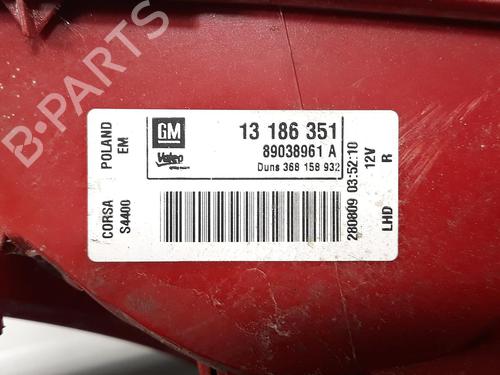 B-PARTS
POLAND
EM
CORSA
S4400
GM
Valeo
13 186 351
89038961 A
Duns 368 158 932
280809 03:52:10
12V
R
LHD